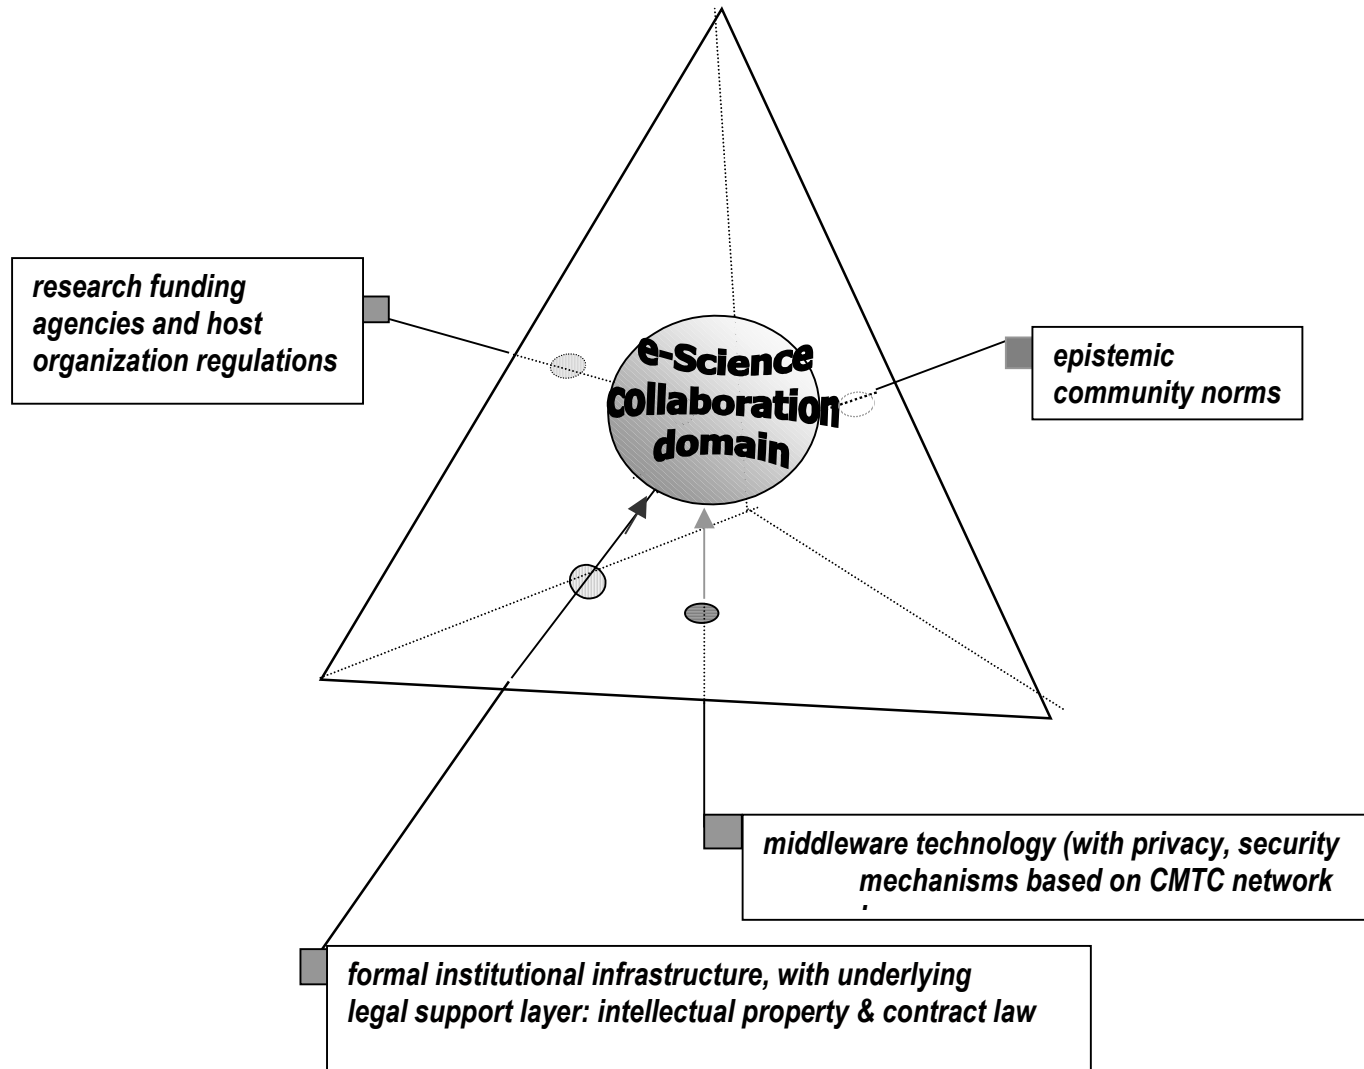 e-Science
collaboration
domain
research funding
agencies and host
organization regulations
epistemic
community norms
middleware technology (with privacy, security
mechanisms based on CMTC network
formal institutional infrastructure, with underlying
legal support layer: intellectual property & contract law